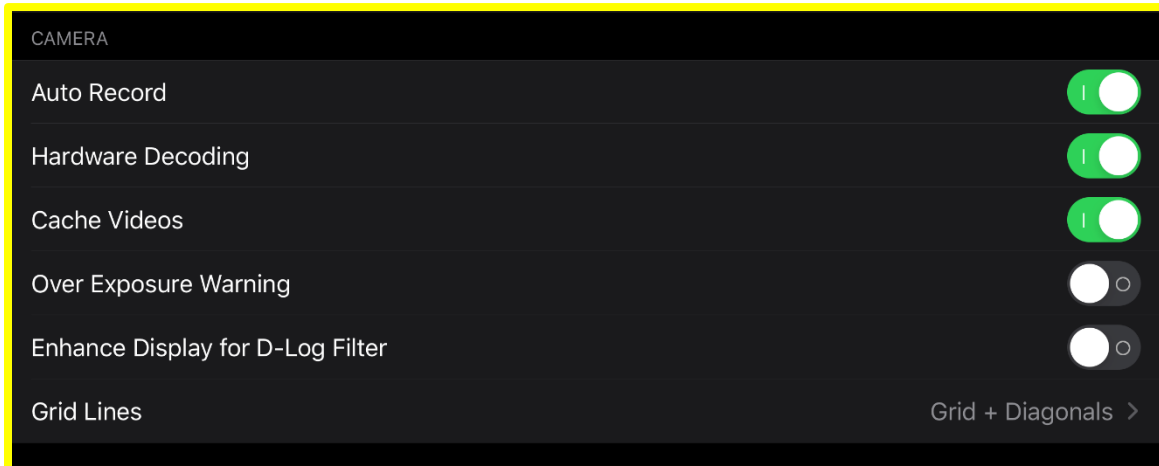 CAMERA
Auto Record
Hardware Decoding
Cache Videos
Over Exposure Warning
Enhance Display for D-Log Filter
Grid Lines Grid + Diagonals >